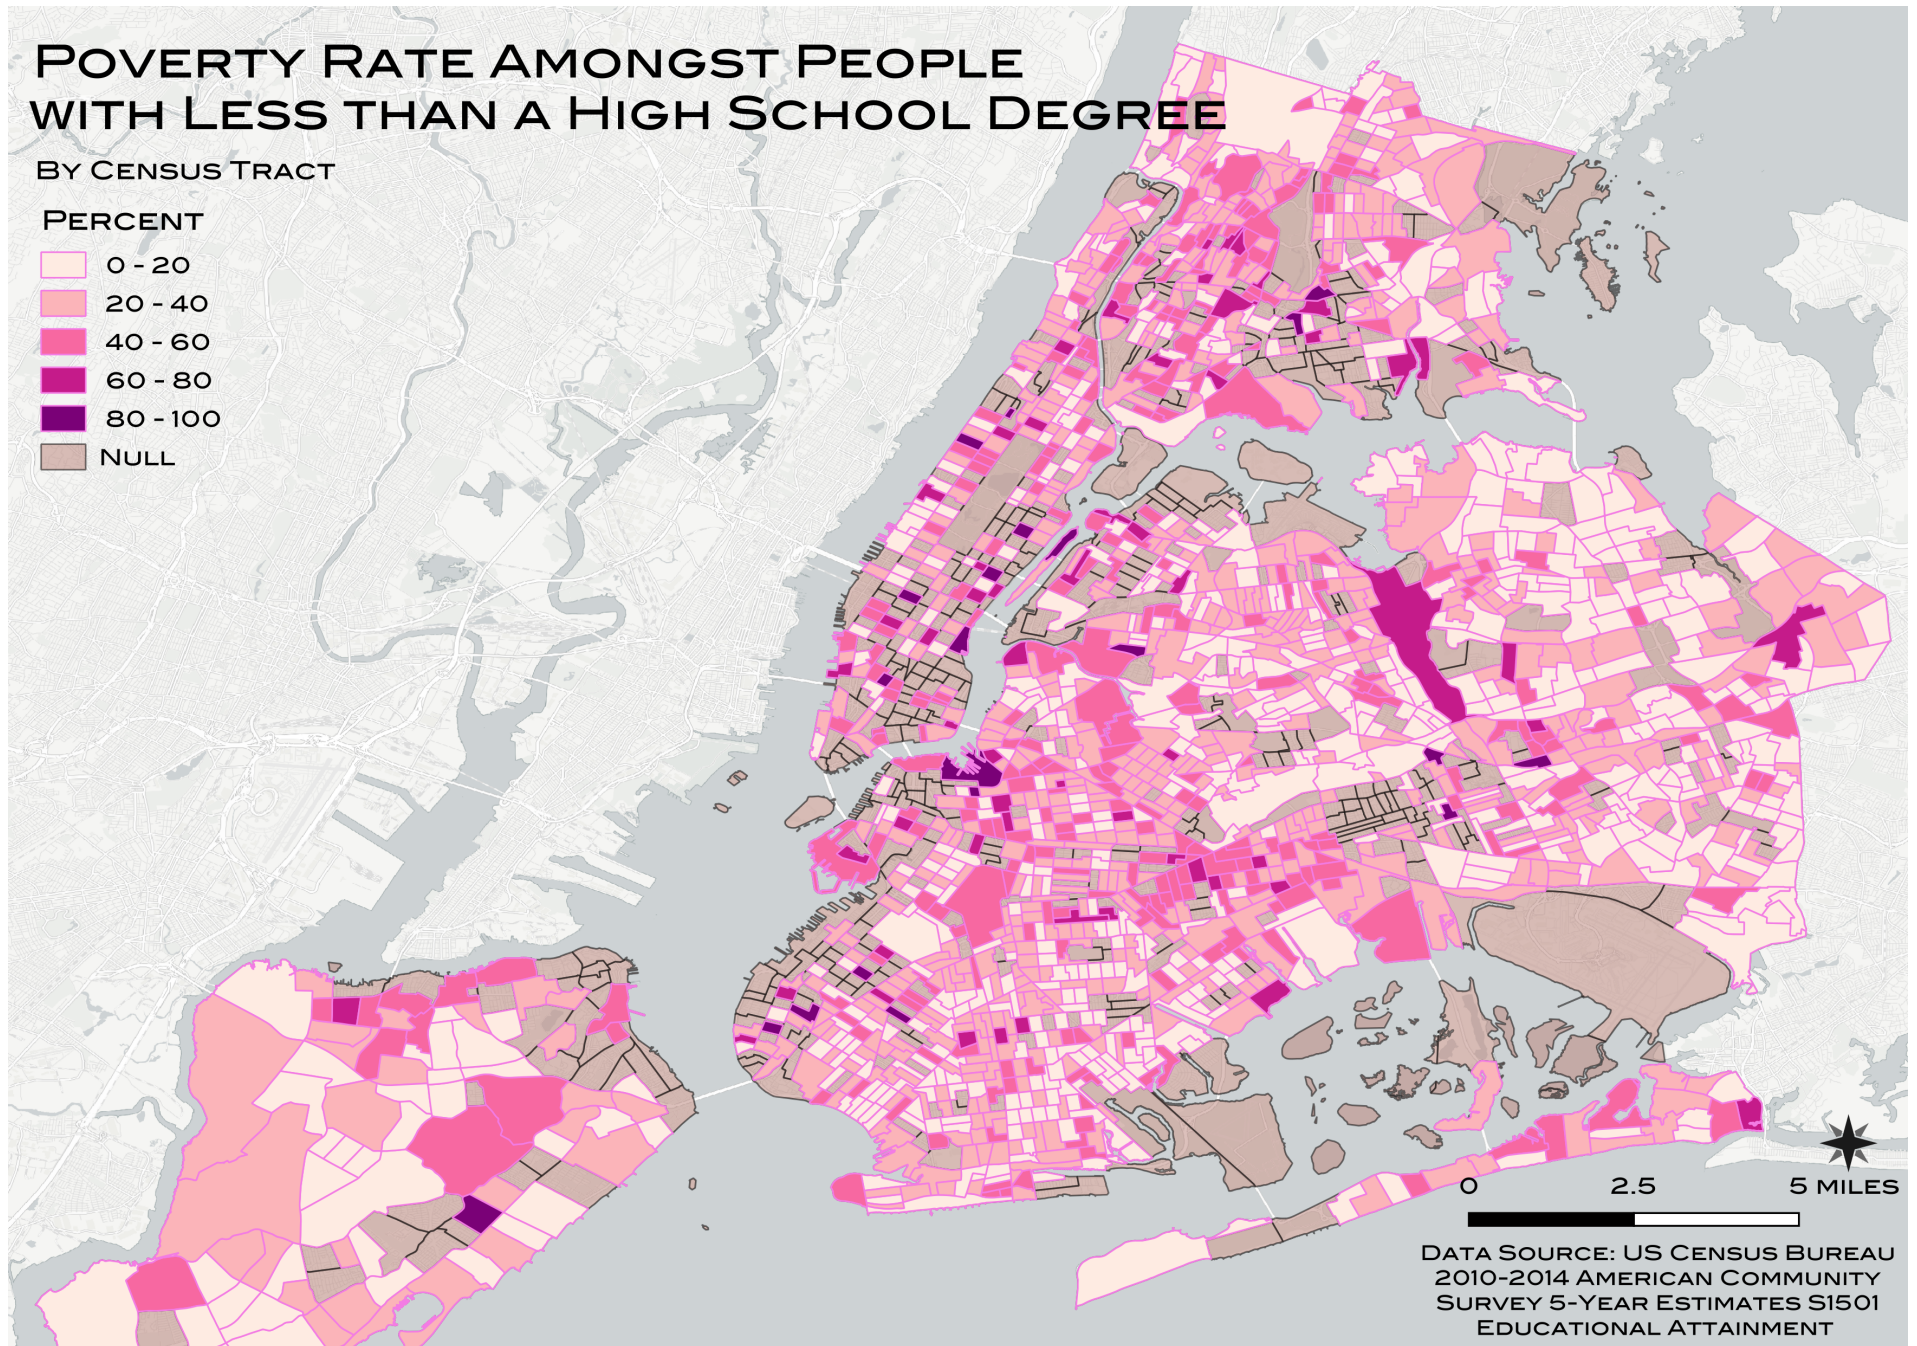 Poverty Rate Amongst People
with Less than a High School Degree
By Census Tract
Percent
0 - 20
20 - 40
40 - 60
60 - 80
80 - 100
Null
0 2.5 5 miles
Data Source: US Census Bureau
2010-2014 American Community
Survey 5-Year Estimates S1501
Educational Attainment